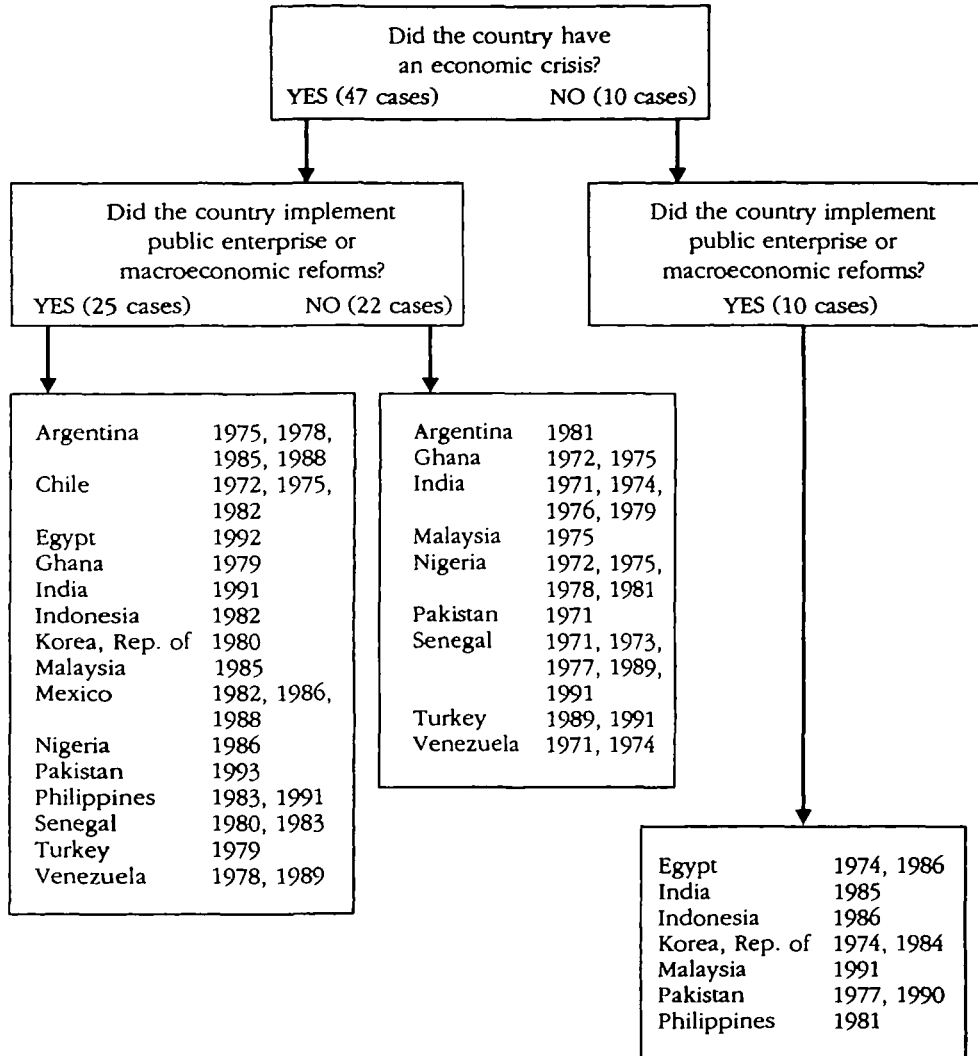 Did the country have
an economic crisis?
YES (47 cases) NO (10 cases)
Did the country implement
public enterprise or
macroeconomic reforms?
YES (25 cases) NO (22 cases)
Did the country implement
public enterprise or
macroeconomic reforms?
YES (10 cases)
Argentina 1975, 1978,
1985, 1988
Chile 1972, 1975,
1982
Egypt 1992
Ghana 1979
India 1991
Indonesia 1982
Korea, Rep. of 1980
Malaysia 1985
Mexico 1982, 1986,
1988
Nigeria 1986
Pakistan 1993
Philippines 1983, 1991
Senegal 1980, 1983
Turkey 1979
Venezuela 1978, 1989
Argentina 1981
Ghana 1972, 1975
India 1971, 1974,
1976, 1979
Malaysia 1975
Nigeria 1972, 1975,
1978, 1981
Pakistan 1971
Senegal 1971, 1973,
1977, 1989,
1991
Turkey 1989, 1991
Venezuela 1971, 1974
Egypt 1974, 1986
India 1985
Indonesia 1986
Korea, Rep. of 1974, 1984
Malaysia 1991
Pakistan 1977, 1990
Philippines 1981